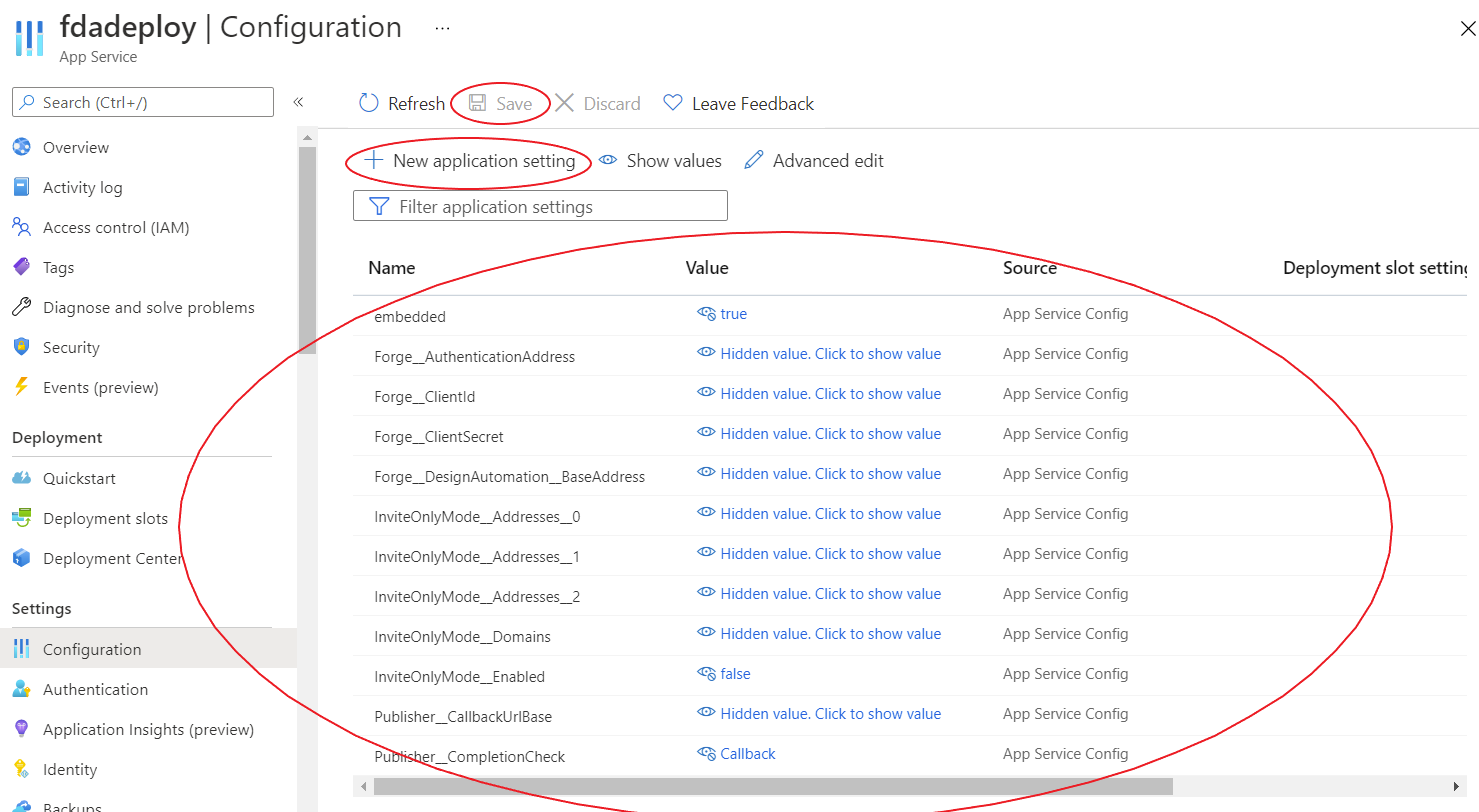 fdadeploy | Configuration ...
App Service
Search (Ctrl+/)
«
Overview
Activity log
Access control (IAM)
Tags
Diagnose and solve problems
Security
Events (preview)
Deployment
Quickstart
Deployment slots
Deployment Center
Settings
Configuration
Authentication
Application Insights (preview)
Identity
Backups
Refresh Save Discard Leave Feedback
New application setting Show values Advanced edit
Filter application settings
Name Value Source Deployment slot setting
embedded true App Service Config
Forge__AuthenticationAddress Hidden value. Click to show value App Service Config
Forge__ClientId Hidden value. Click to show value App Service Config
Forge__ClientSecret Hidden value. Click to show value App Service Config
Forge__DesignAutomation__BaseAddress Hidden value. Click to show value App Service Config
InviteOnlyMode__Addresses__0 Hidden value. Click to show value App Service Config
InviteOnlyMode__Addresses__1 Hidden value. Click to show value App Service Config
InviteOnlyMode__Addresses__2 Hidden value. Click to show value App Service Config
InviteOnlyMode__Domains Hidden value. Click to show value App Service Config
InviteOnlyMode__Enabled false App Service Config
Publisher__CallbackUrlBase Hidden value. Click to show value App Service Config
Publisher__CompletionCheck Callback App Service Config